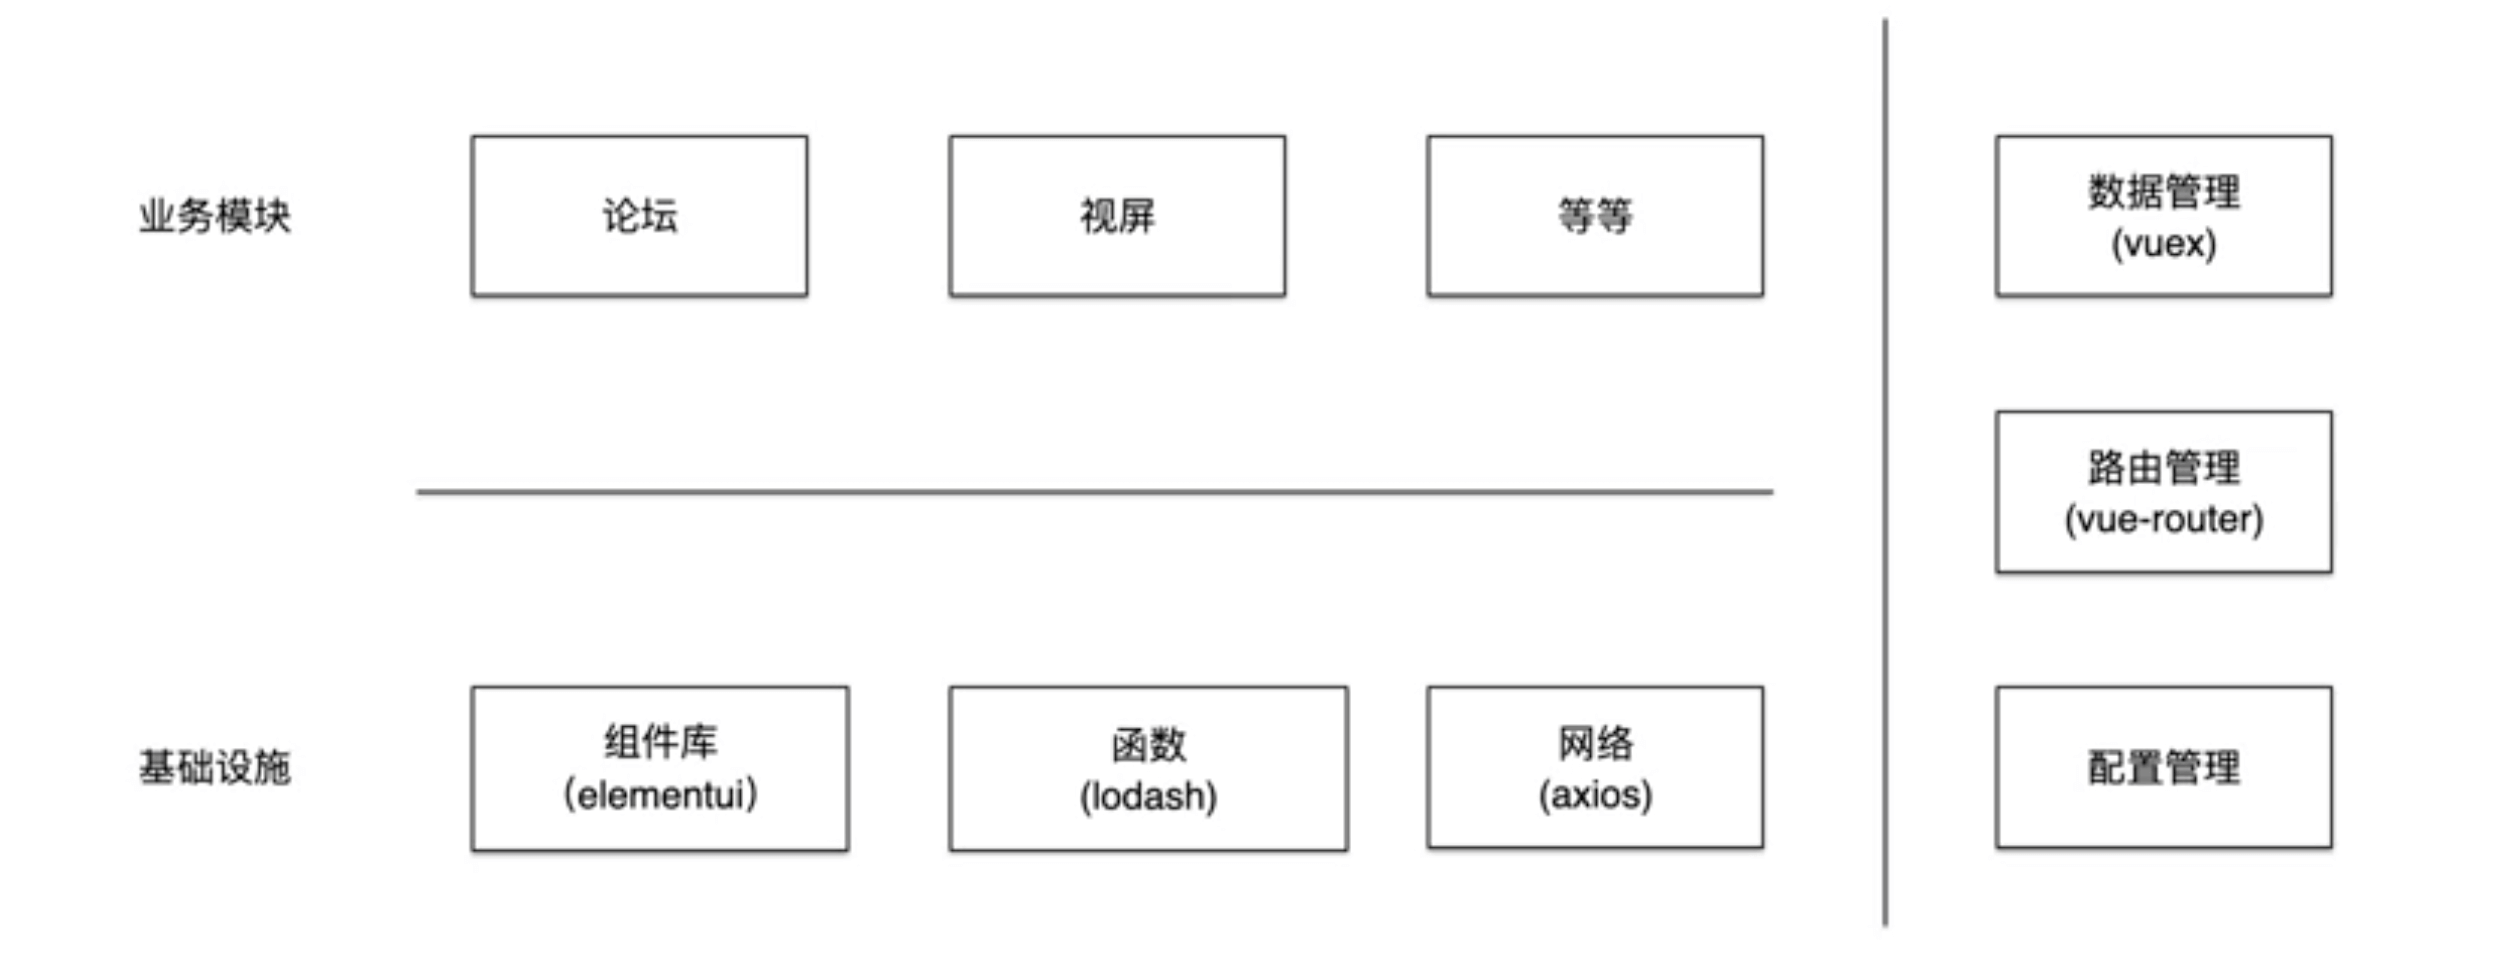 业务模块
论坛
视屏
等等
数据管理
(vuex)
路由管理
(vue-router)
基础设施
组件库
(elementui)
函数
(lodash)
网络
(axios)
配置管理